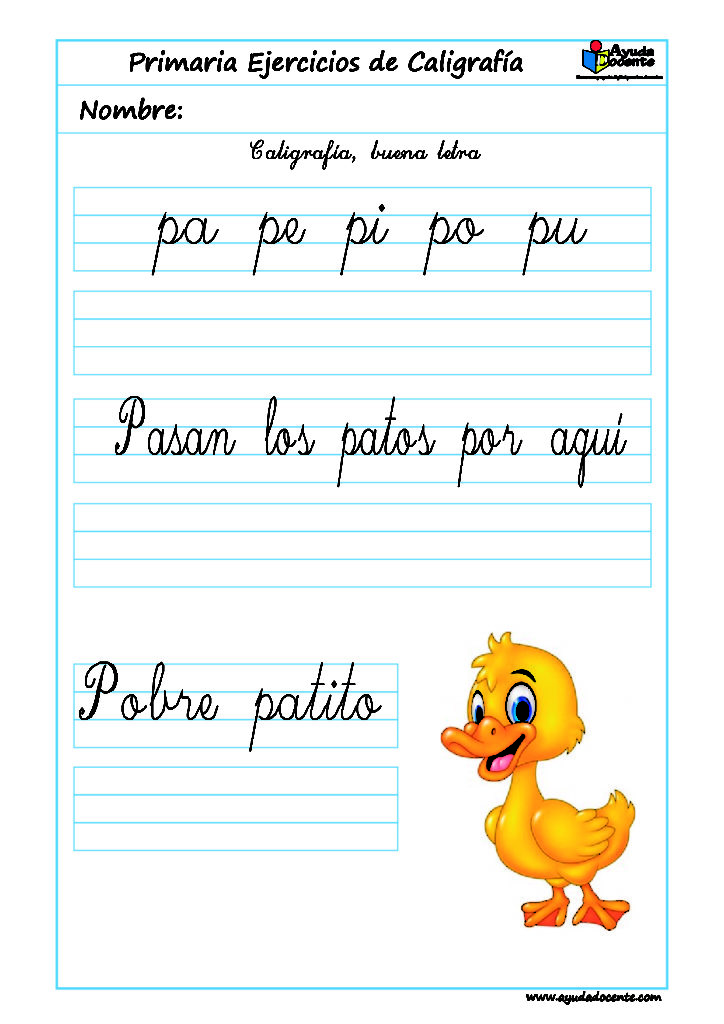 Primaria Ejercicios de Caligrafía
Ayuda
Docente
Nombre:
Caligrafía, buena letra
pa pe pi po pu
Pasan los patos por aquí
Pobre patito
www.ayudadocente.com